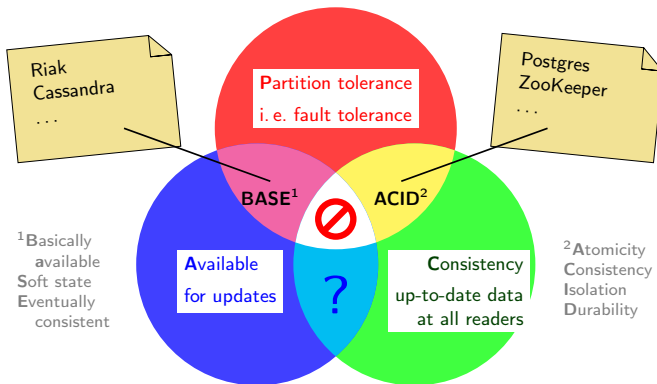 Riak
Cassandra
...
Postgres
ZooKeeper
...
Partition tolerance
i. e. fault tolerance
BASE¹
ACID²
Available
for updates
?
Consistency
up-to-date data
at all readers
¹Basically
available
Soft state
Eventually
consistent
²Atomicity
Consistency
Isolation
Durability